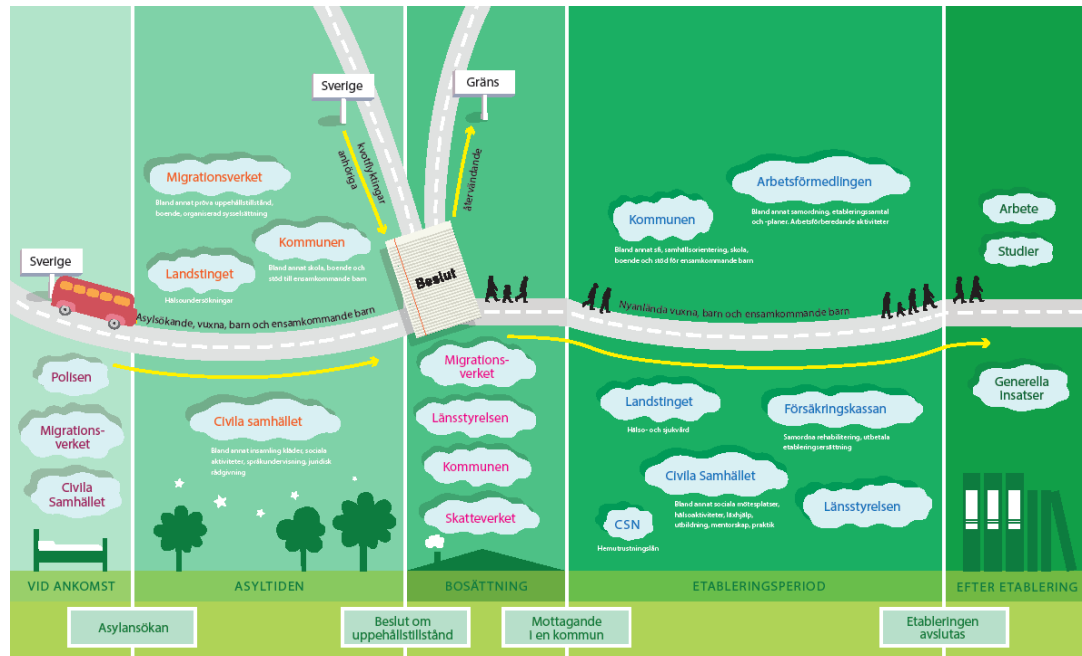 Sverige
Gräns
Sverige
kvotflyktingar
anhöriga
återvändande
Migrationsverket
Bland annat pröva uppehållstillstånd,
boende, organiserad sysselsättning
Kommunen
Bland annat skola, boende och
stöd till ensamkommande barn
Landstinget
Hälsoundersökningar
Asylsökande, vuxna, barn och ensamkommande barn
Beslut
Polisen
Migrations-
verket
Civila
Samhället
Civila samhället
Bland annat insamling kläder, sociala
aktiviteter, språkundervisning, juridisk
rådgivning
Migrations-
verket
Länsstyrelsen
Kommunen
Skatteverket
Arbetsförmedlingen
Bland annat samordning, etableringsamtal
och -planer. Arbetsförberedande aktiviteter
Kommunen
Bland annat sfi, samhällsorientering, skola,
boende och stöd för ensamkommande barn
Nyanlända vuxna, barn och ensamkommande barn
Landstinget
Hälso- och sjukvård
Försäkringskassan
Samordna rehabilitering, utbetala
etableringsersättning
Civila Samhället
Bland annat sociala mötesplatser,
hälsoaktiviteter, läxhjälp,
utbildning, mentorskap, praktik
CSN
Hemutrustningslån
Länsstyrelsen
Arbete
Studier
Generella
insatser
VID ANKOMST
ASYLTIDEN
BOSÄTTNING
ETABLERINGSPERIOD
EFTER ETABLERING
Asylansökan
Beslut om
uppehållstillstånd
Mottagande
i en kommun
Etableringen
avslutas